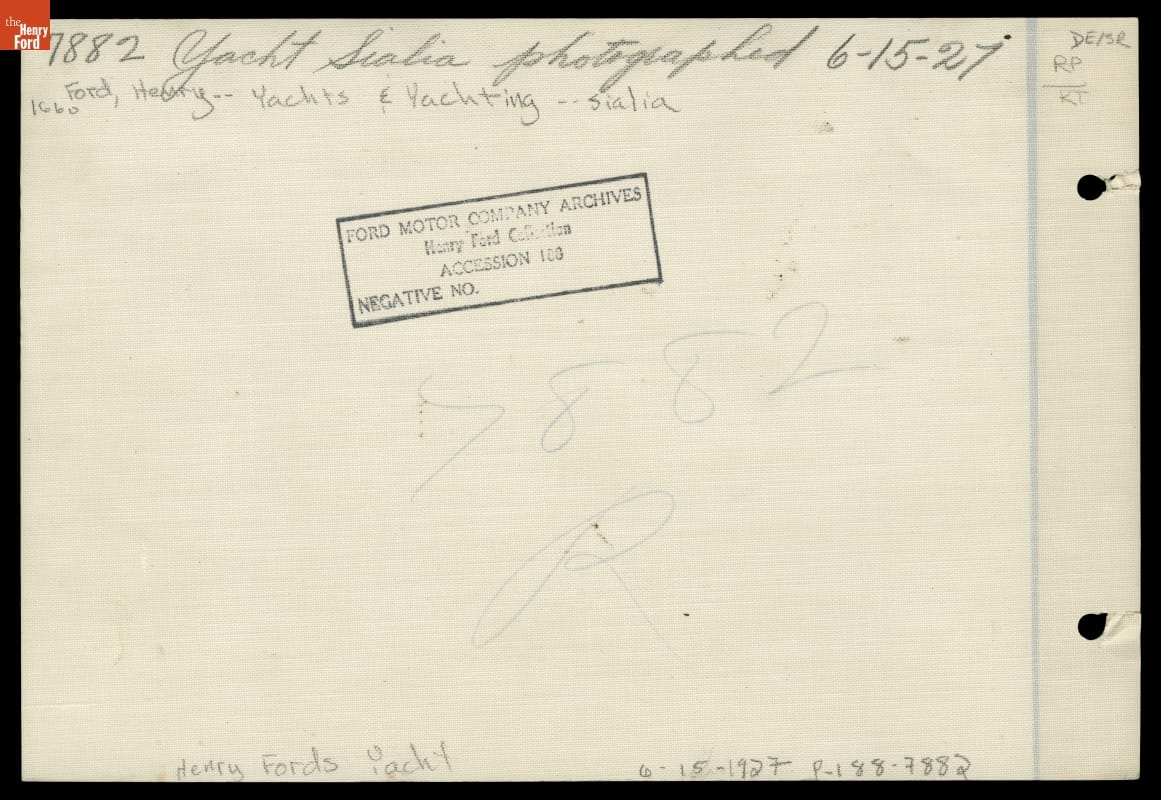 the
Henry
Ford
7882 Yacht Sialia photographed 6-15-27
DE13R
RP
KT
Ford, Henry-- Yachts & Yachting -- Sialia
1660
FORD MOTOR COMPANY ARCHIVES
Henry Ford Collection
ACCESSION 188
NEGATIVE NO.
7882
R
Henry Fords Yacht
6-15-1927 P-188-7882